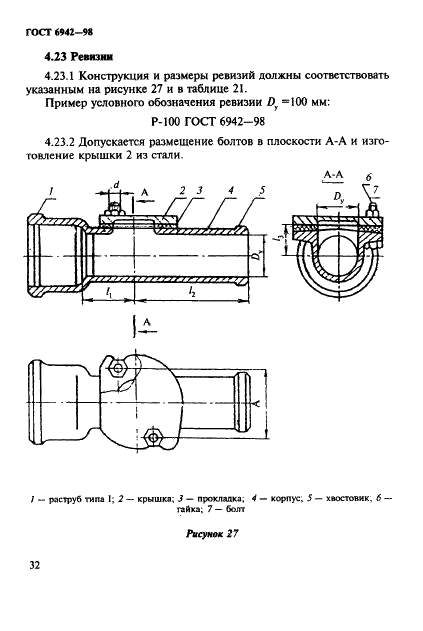 ГОСТ 6942—98
4.23 Ревизии
4.23.1 Конструкция и размеры ревизий должны соответствовать
указанным на рисунке 27 и в таблице 21.
Пример условного обозначения ревизии Dу =100 мм:
Р-100 ГОСТ 6942—98
4.23.2 Допускается размещение болтов в плоскости А-А и изго-
товление крышки 2 из стали.
1 d А 2 3 4 5
А-А 6
7
Dу
l3
Dу
l1 l2
А
А
1 — раструб типа I; 2 — крышка; 3 — прокладка; 4 — корпус; 5 — хвостовик; 6 —
гайка; 7 — болт
Рисунок 27
32